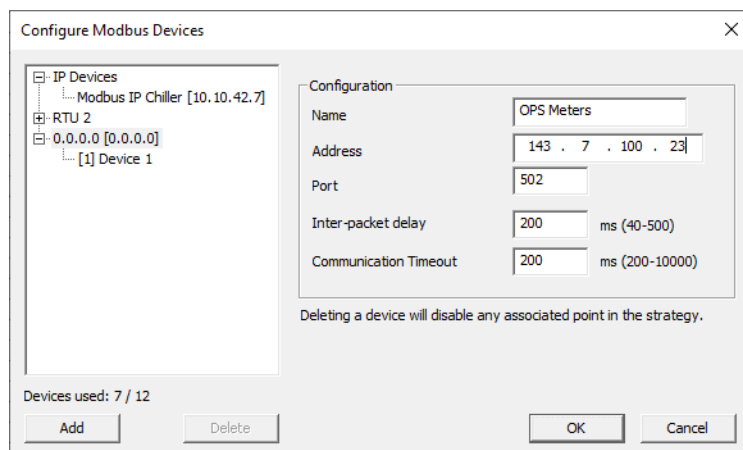 Configure Modbus Devices
IP Devices
Modbus IP Chiller [10.10.42.7]
RTU 2
0.0.0.0 [0.0.0.0]
[1] Device 1
Configuration
Name OPS Meters
Address 143 . 7 . 100 . 23
Port 502
Inter-packet delay 200 ms (40-500)
Communication Timeout 200 ms (200-10000)
Deleting a device will disable any associated point in the strategy.
Devices used: 7 / 12
Add Delete OK Cancel